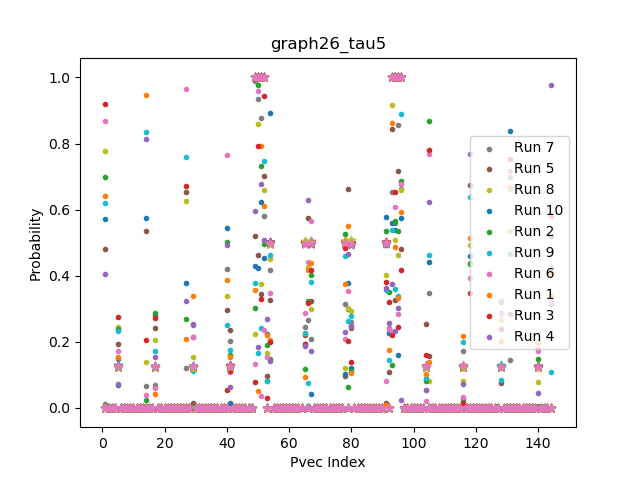 graph26_tau5
Probability
1.0
0.8
0.6
0.4
0.2
0.0
Run 7
Run 5
Run 8
Run 10
Run 2
Run 9
Run 6
Run 1
Run 3
Run 4
0 20 40 60 80 100 120 140
Pvec Index